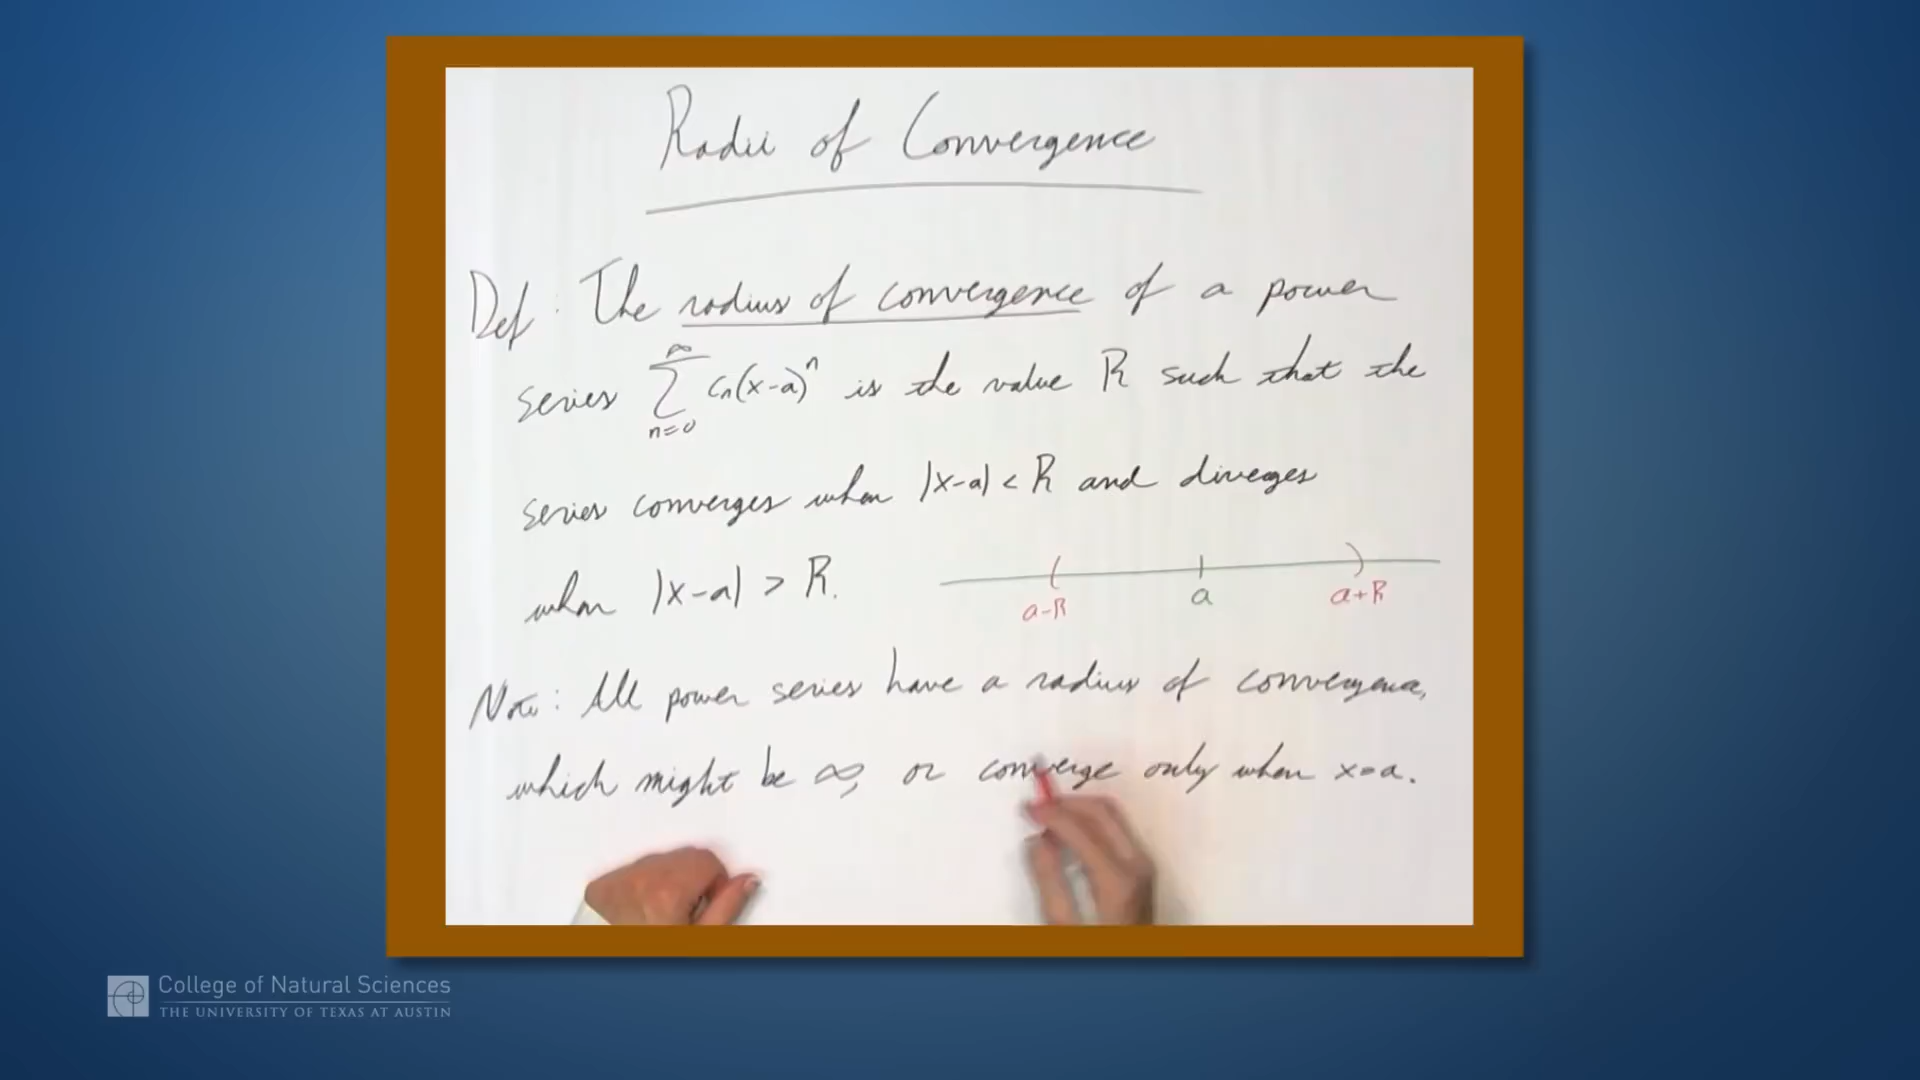 Radii of Convergence
Def: The radius of convergence of a power
series ∑_{n=0}^{∞} cₙ(x-a)ⁿ is the value R such that the
series converges when |x-a| < R and diverges
when |x-a| > R.
( | )
a-R a a+R
Note: All power series have a radius of convergence,
which might be ∞, or converge only when x=a.
College of Natural Sciences
THE UNIVERSITY OF TEXAS AT AUSTIN